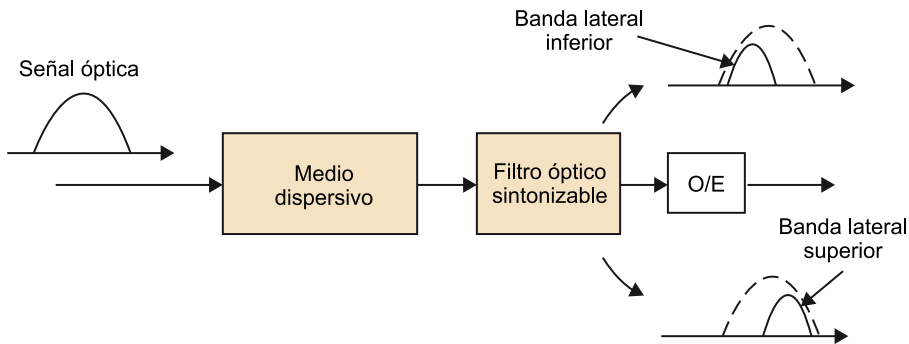 Banda lateral
inferior
Señal óptica
Medio
dispersivo
Filtro óptico
sintonizable
O/E
Banda lateral
superior